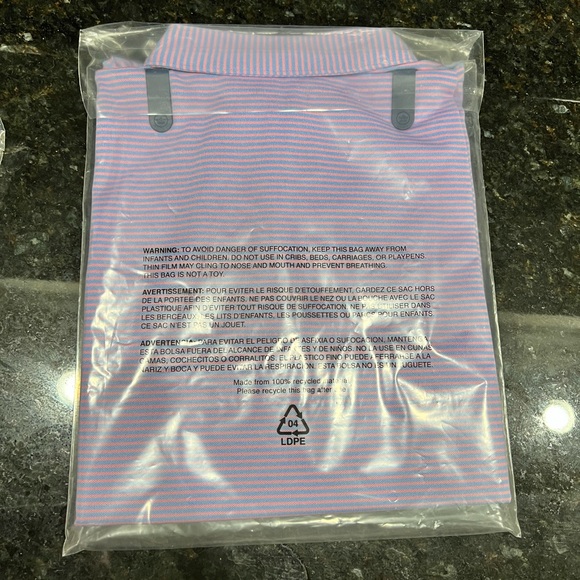 WARNING: TO AVOID DANGER OF SUFFOCATION, KEEP THIS BAG AWAY FROM
INFANTS AND CHILDREN. DO NOT USE IN CRIBS, BEDS, CARRIAGES, OR PLAYPENS
THIN FILM MAY CLING TO NOSE AND MOUTH AND PREVENT BREATHING.
THIS BAG IS NOT A TOY.
AVERTISSEMENT: POUR EVITER LE RISQUE D'ETOUFFEMENT, GARDEZ CE SAC HORS
DE LA PORTEE DES ENFANTS. NE PAS COUVRIR LE NEZ OU LA BOUCHE AVEC LE SAC
PLASTIQUE AFIN D'EVITER TOUT RISQUE DE SUFFOCATION. NE PAS UTILISER DANS
LES BERCEAUX, LES LITS D'ENFANTS, LES POUSSETTES OU PARCS POUR ENFANTS.
CE SAC N'EST PAS UN JOUET.
ADVERTENCIA: PARA EVITAR EL PELIGRO DE ASFIXIA O SUFOCACION, MANTENGA
ESTA BOLSA FUERA DEL ALCANCE DE INFANTES Y DE NIÑOS. NO LA USE EN CUNAS,
CAMAS, COCHECITOS O CORRALITOS. EL PLASTICO FINO PUEDE A LA
NARIZ Y BOCA Y PUEDE EVITAR LA RESPIRACION. ESTA BOLSA NO ES UN JUGUETE.
Made from 100% recycled
Please recycle this bag after
04
LDPE